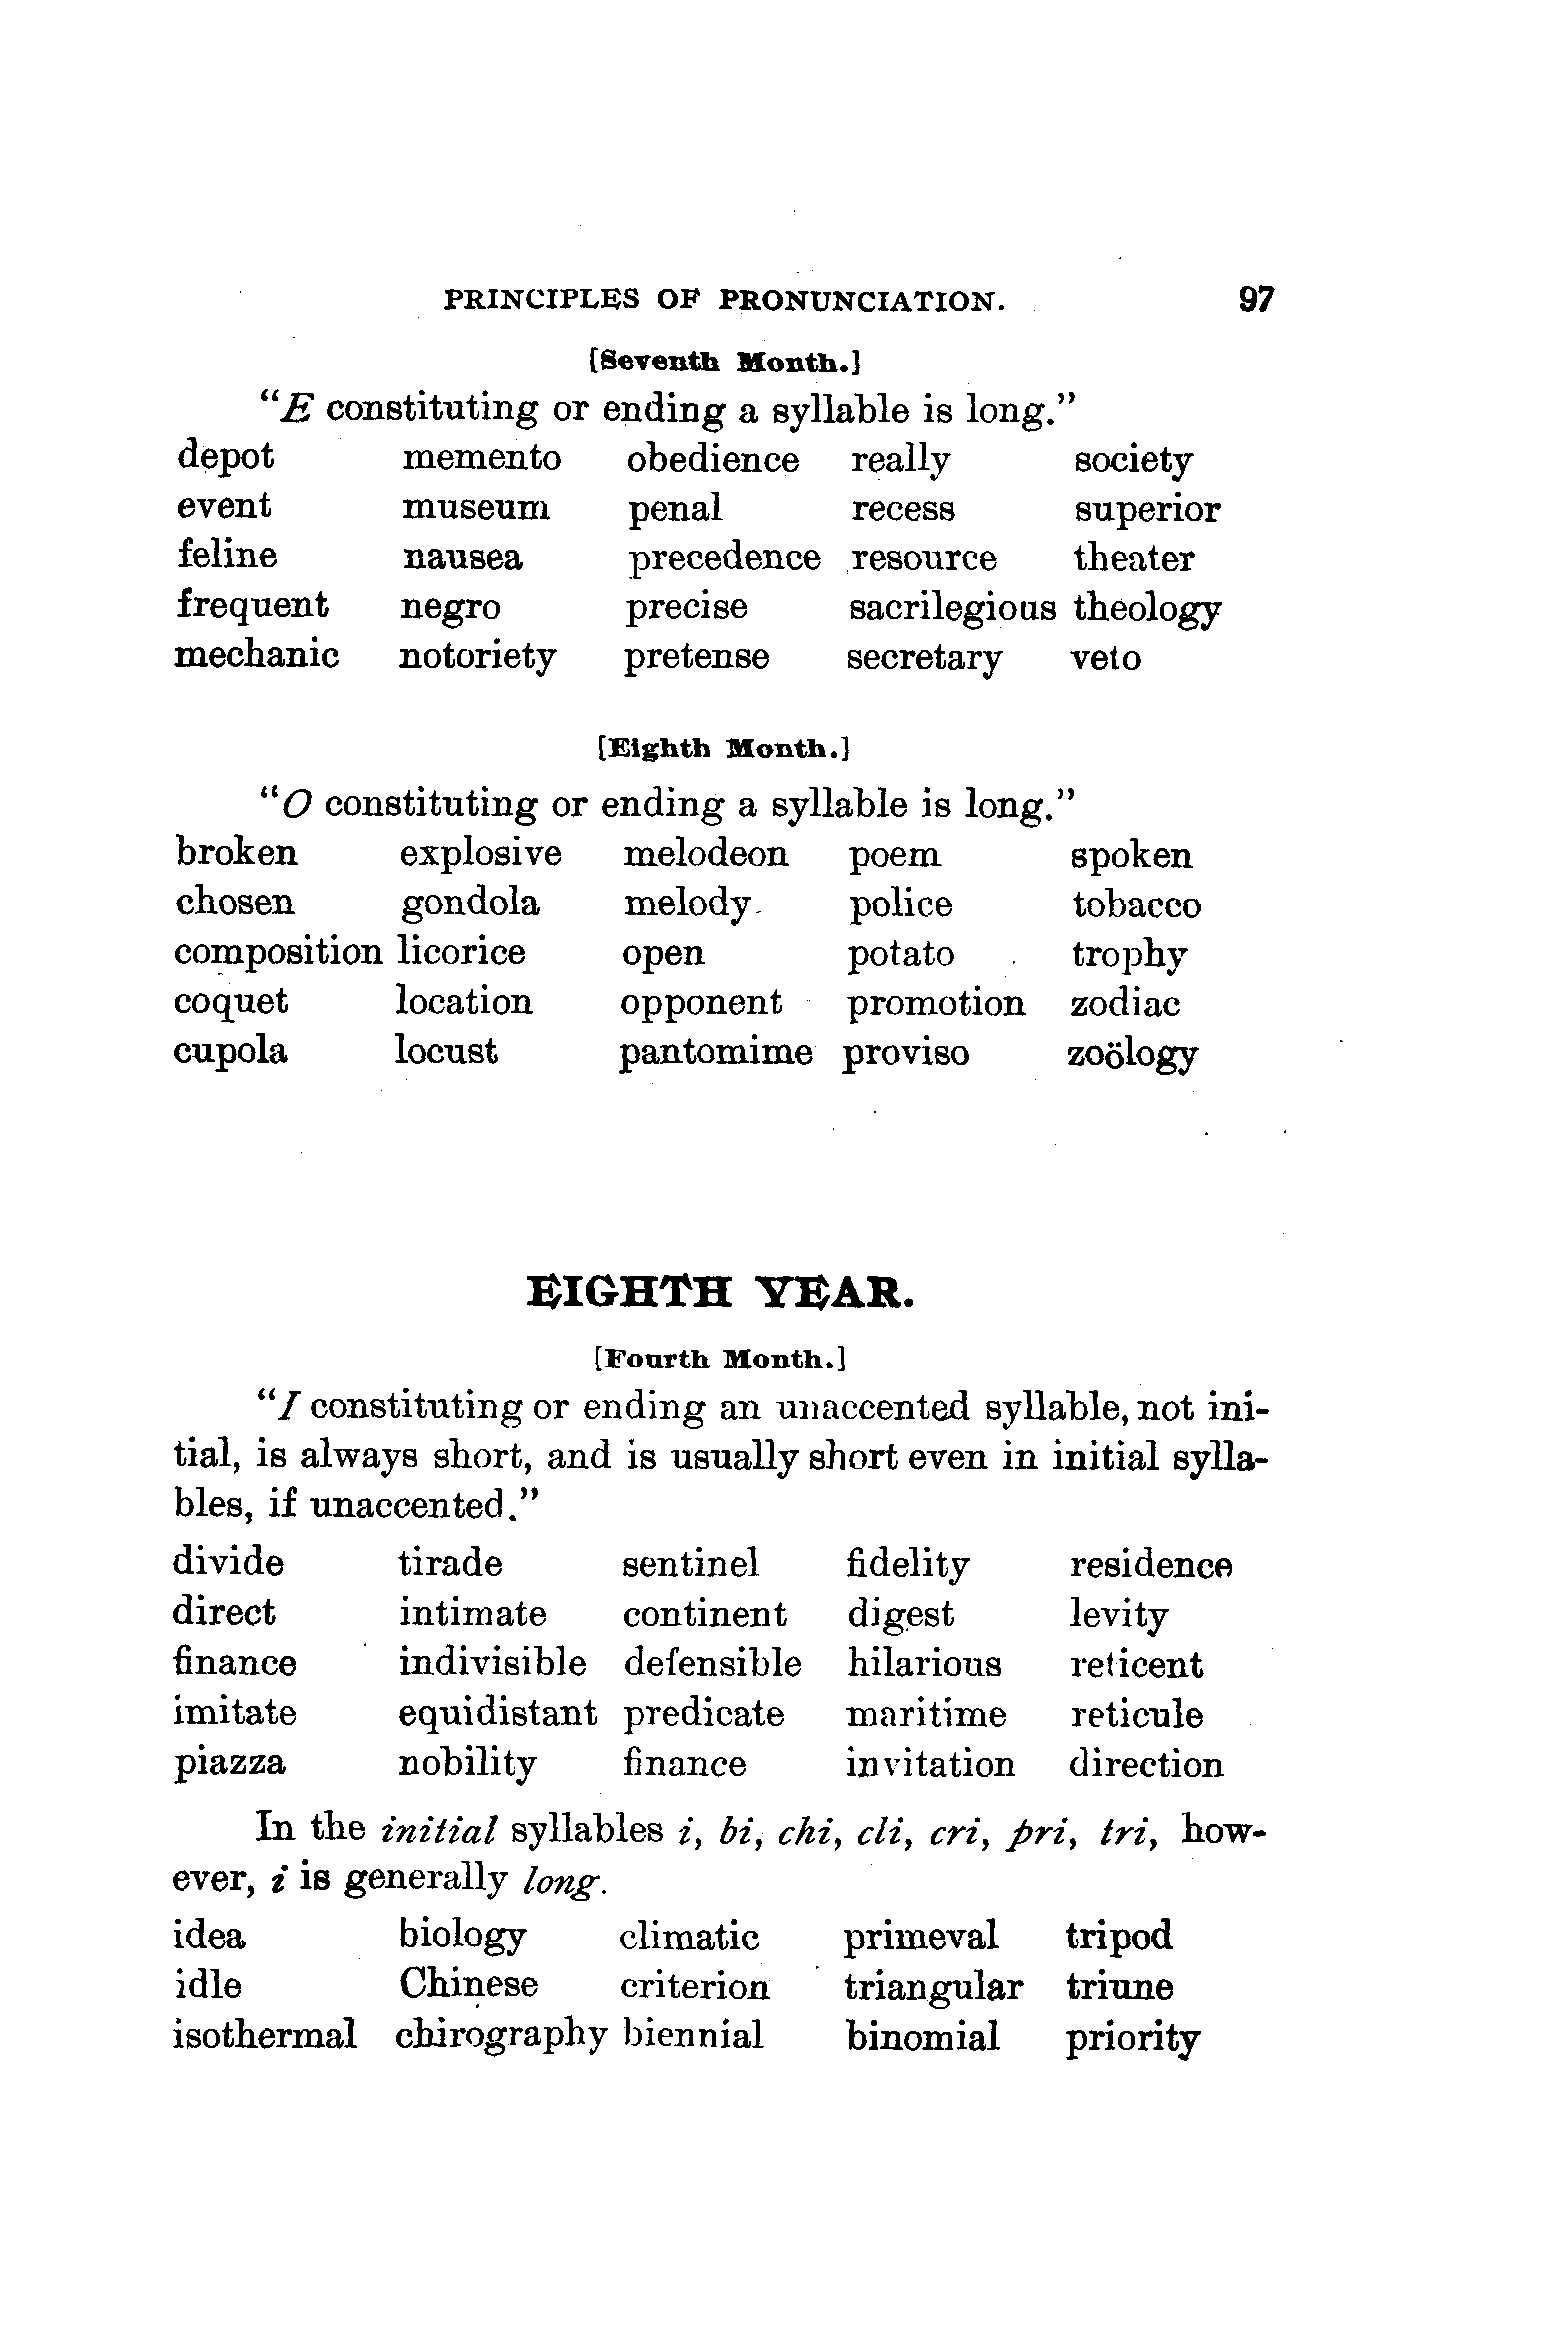 PRINCIPLES OF PRONUNCIATION. 97
[Seventh Month.]
“E constituting or ending a syllable is long.”
depot memento obedience really society
event museum penal recess superior
feline nausea precedence resource theater
frequent negro precise sacrilegious theology
mechanic notoriety pretense secretary veto
[Eighth Month.]
“O constituting or ending a syllable is long.”
broken explosive melodeon poem spoken
chosen gondola melody police tobacco
composition licorice open potato trophy
coquet location opponent promotion zodiac
cupola locust pantomime proviso zoölogy
EIGHTH YEAR.
[Fourth Month.]
“I constituting or ending an unaccented syllable, not ini-
tial, is always short, and is usually short even in initial sylla-
bles, if unaccented.”
divide tirade sentinel fidelity residence
direct intimate continent digest levity
finance indivisible defensible hilarious reticent
imitate equidistant predicate maritime reticule
piazza nobility finance invitation direction
In the initial syllables i, bi, chi, cli, cri, pri, tri, how-
ever, i is generally long.
idea biology climatic primeval tripod
idle Chinese criterion triangular triune
isothermal chirography biennial binomial priority